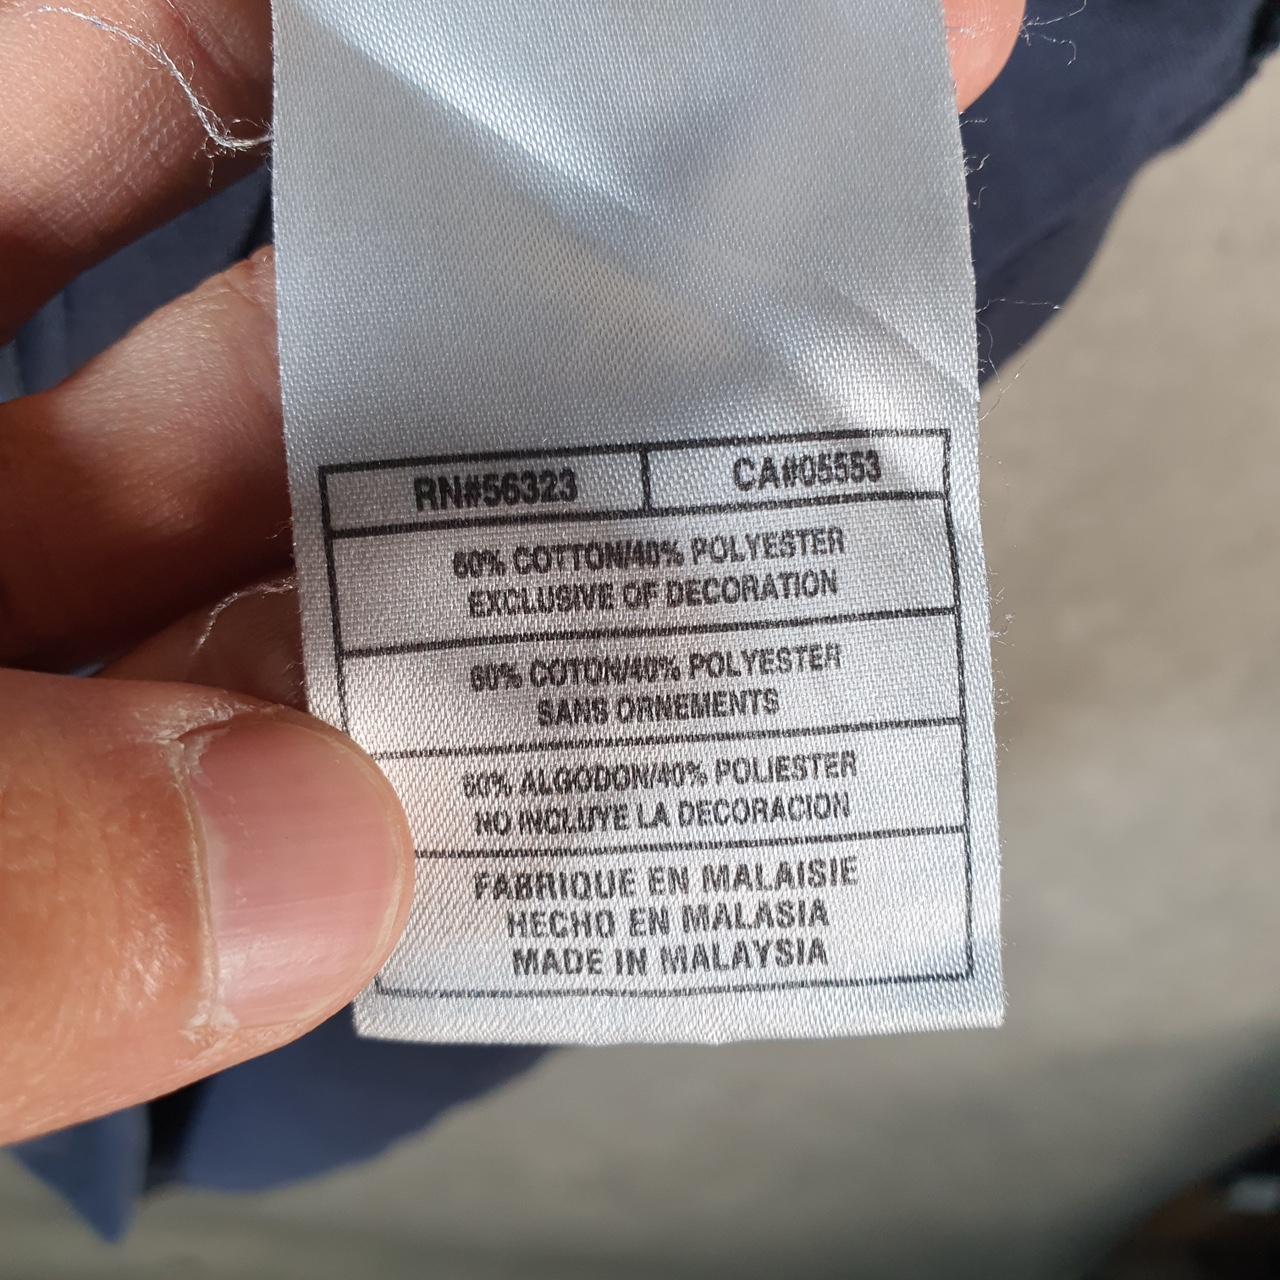 RN#56323 CA#05553
60% COTTON/40% POLYESTER
EXCLUSIVE OF DECORATION
60% COTON/40% POLYESTER
SANS ORNEMENTS
60% ALGODON/40% POLIESTER
NO INCLUYE LA DECORACION
FABRIQUE EN MALAISIE
HECHO EN MALASIA
MADE IN MALAYSIA